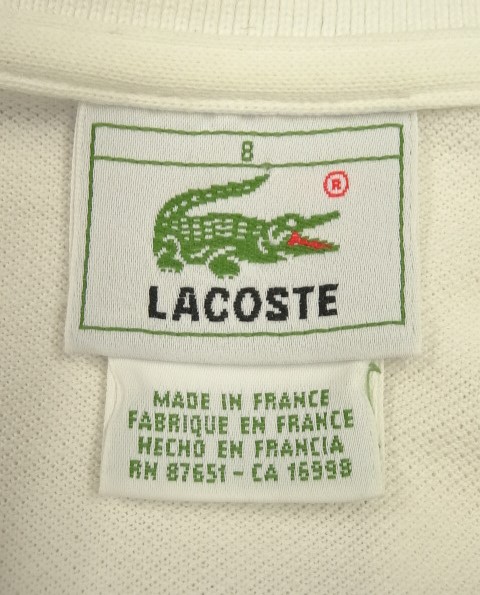 8
®
LACOSTE
MADE IN FRANCE
FABRIQUE EN FRANCE
HECHO EN FRANCIA
RN 87651 - CA 16998